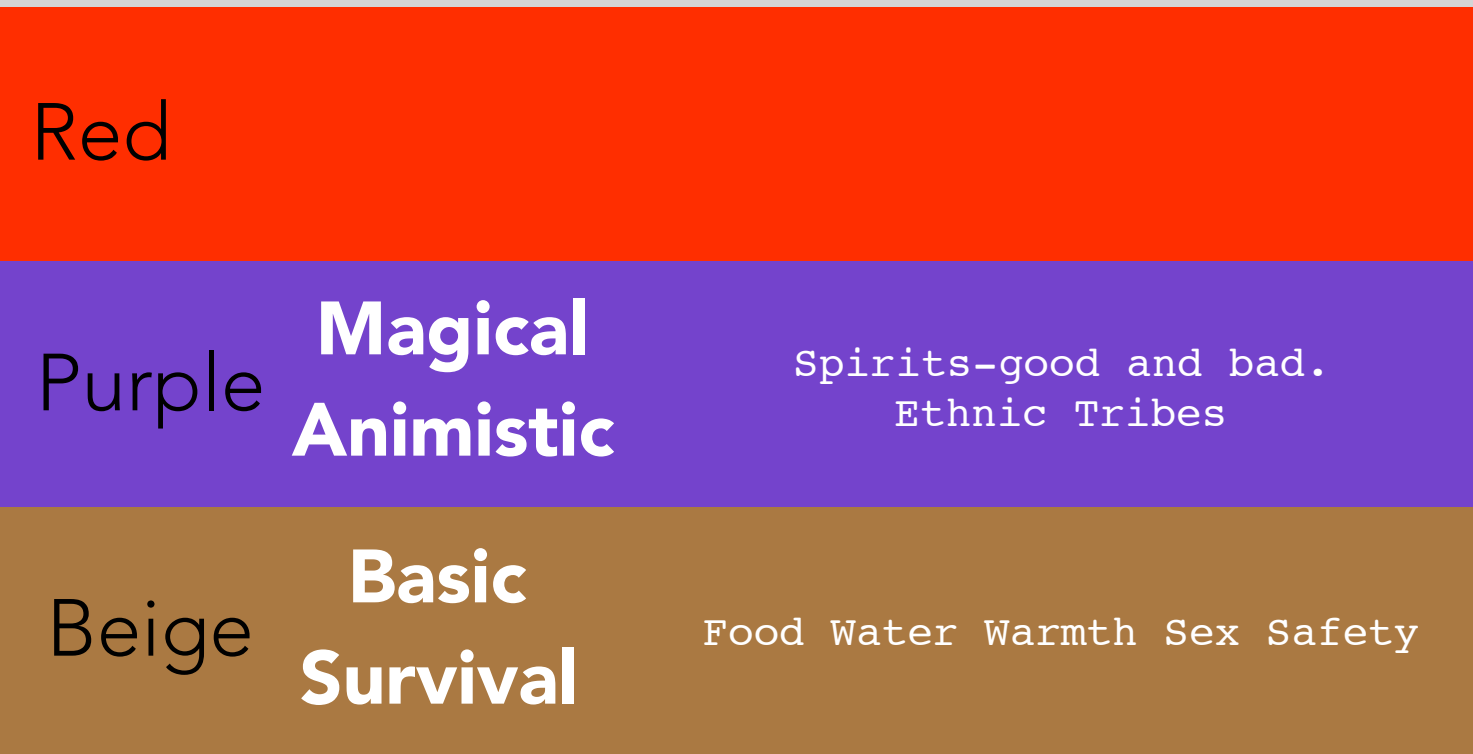 Red
Purple
Magical
Animistic
Spirits-good and bad.
Ethnic Tribes
Beige
Basic
Survival
Food Water Warmth Sex Safety